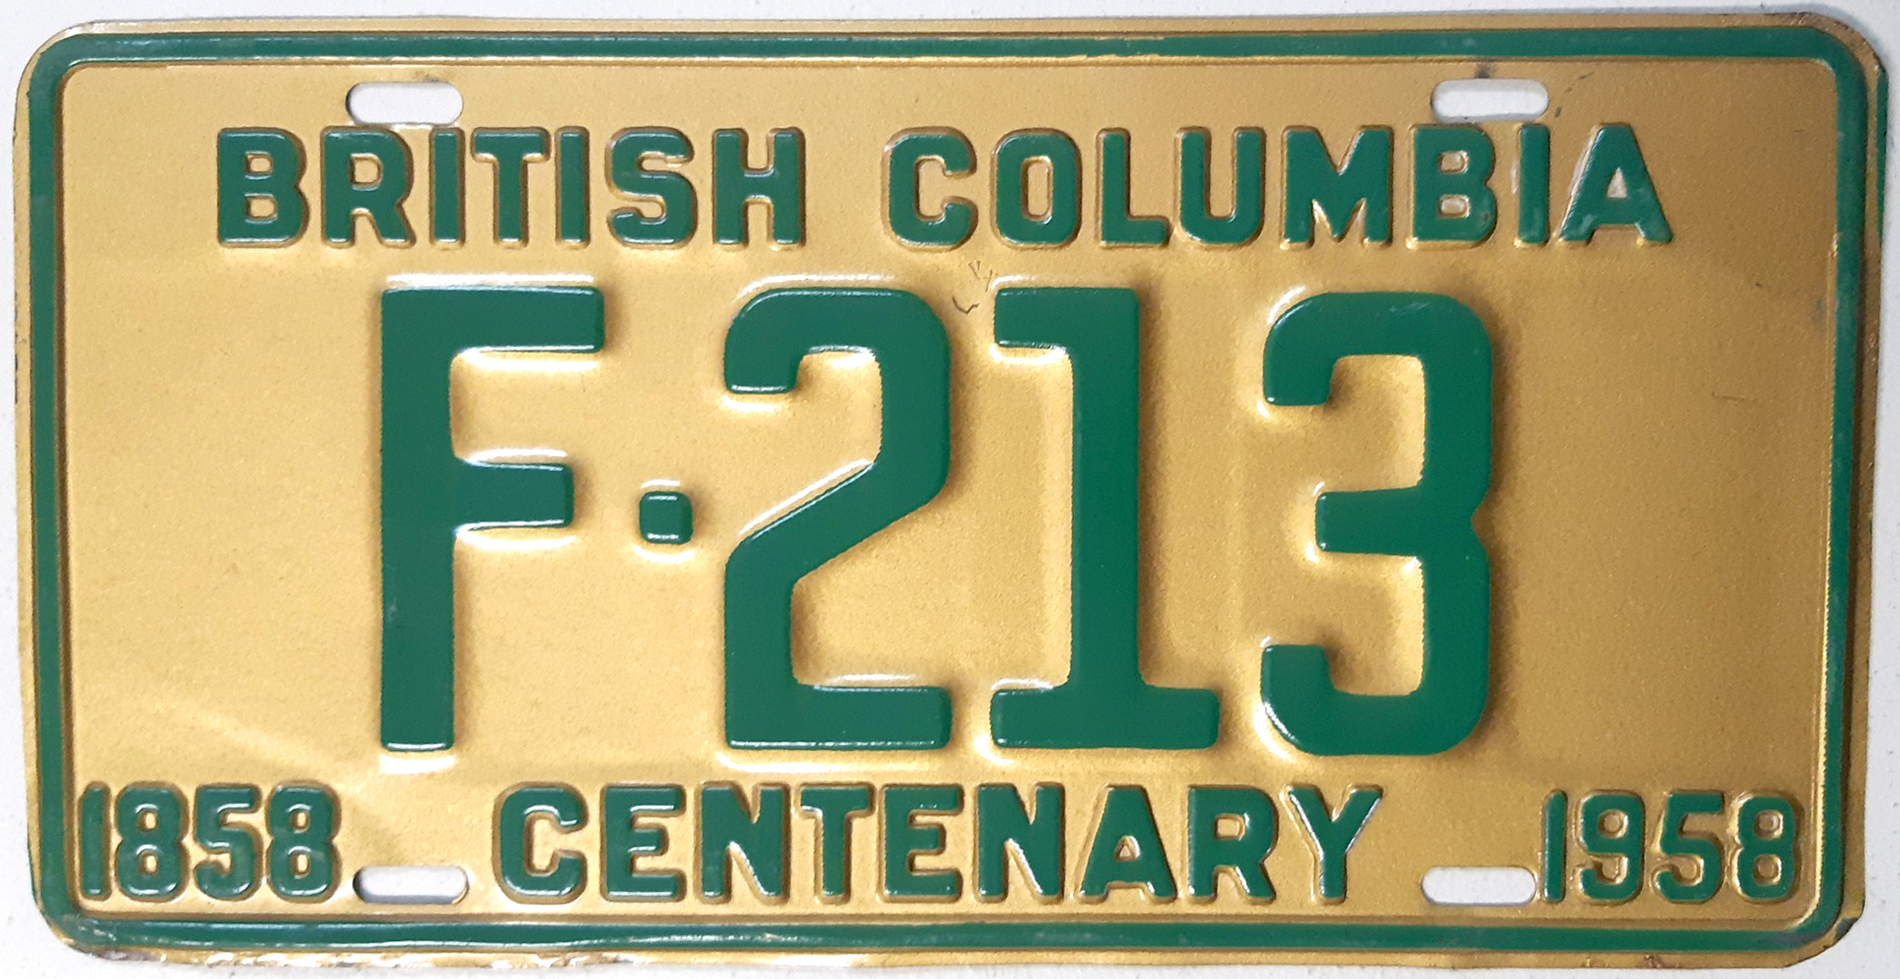 BRITISH COLUMBIA
F·213
1858 CENTENARY 1958